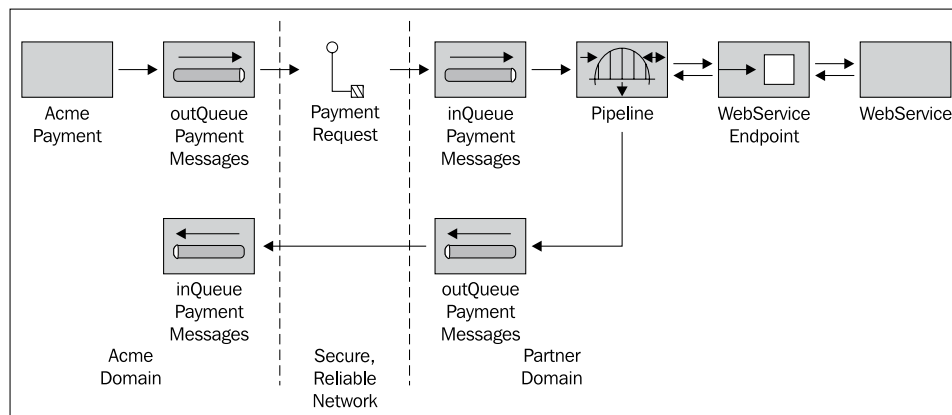 Acme
Payment
outQueue
Payment
Messages
Payment
Request
inQueue
Payment
Messages
Pipeline
WebService
Endpoint
WebService
inQueue
Payment
Messages
outQueue
Payment
Messages
Acme
Domain
Secure,
Reliable
Network
Partner
Domain